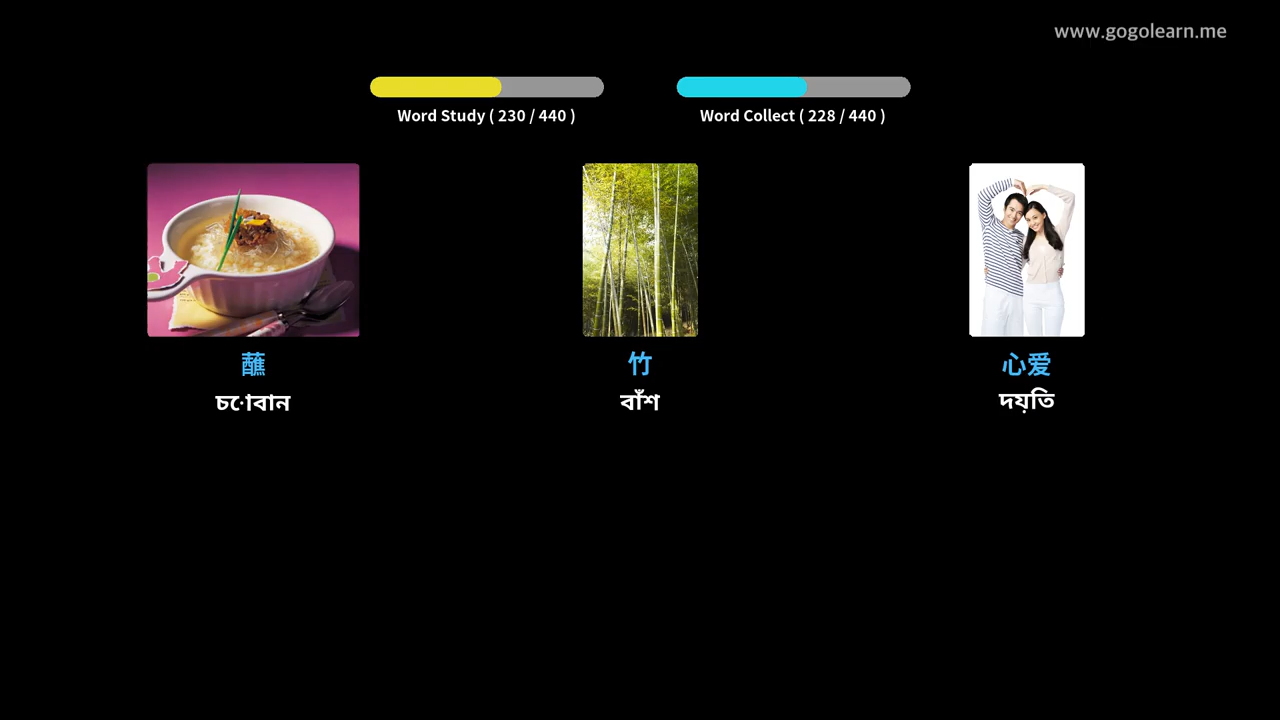 www.gogolearn.me
Word Study ( 230 / 440 )
Word Collect ( 228 / 440 )
蘸
竹
心爱
চে·াবান
বাঁশ
দয়তি